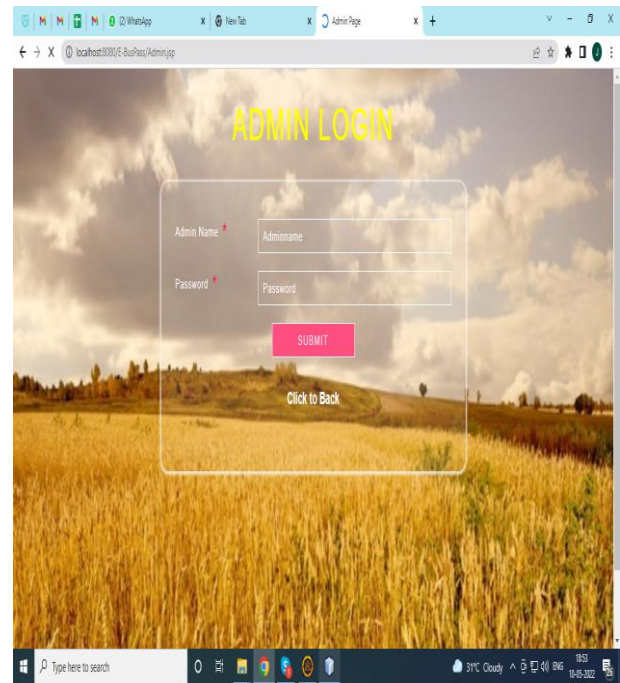 (2) WhatsApp
New Tab
Admin Page
localhost:8080/E-BusPass/Admin.jsp
ADMIN LOGIN
Admin Name *
Adminname
Password *
Password
SUBMIT
Click to Back
Type here to search
31°C Cloudy
ENG
18:53
10-05-2022